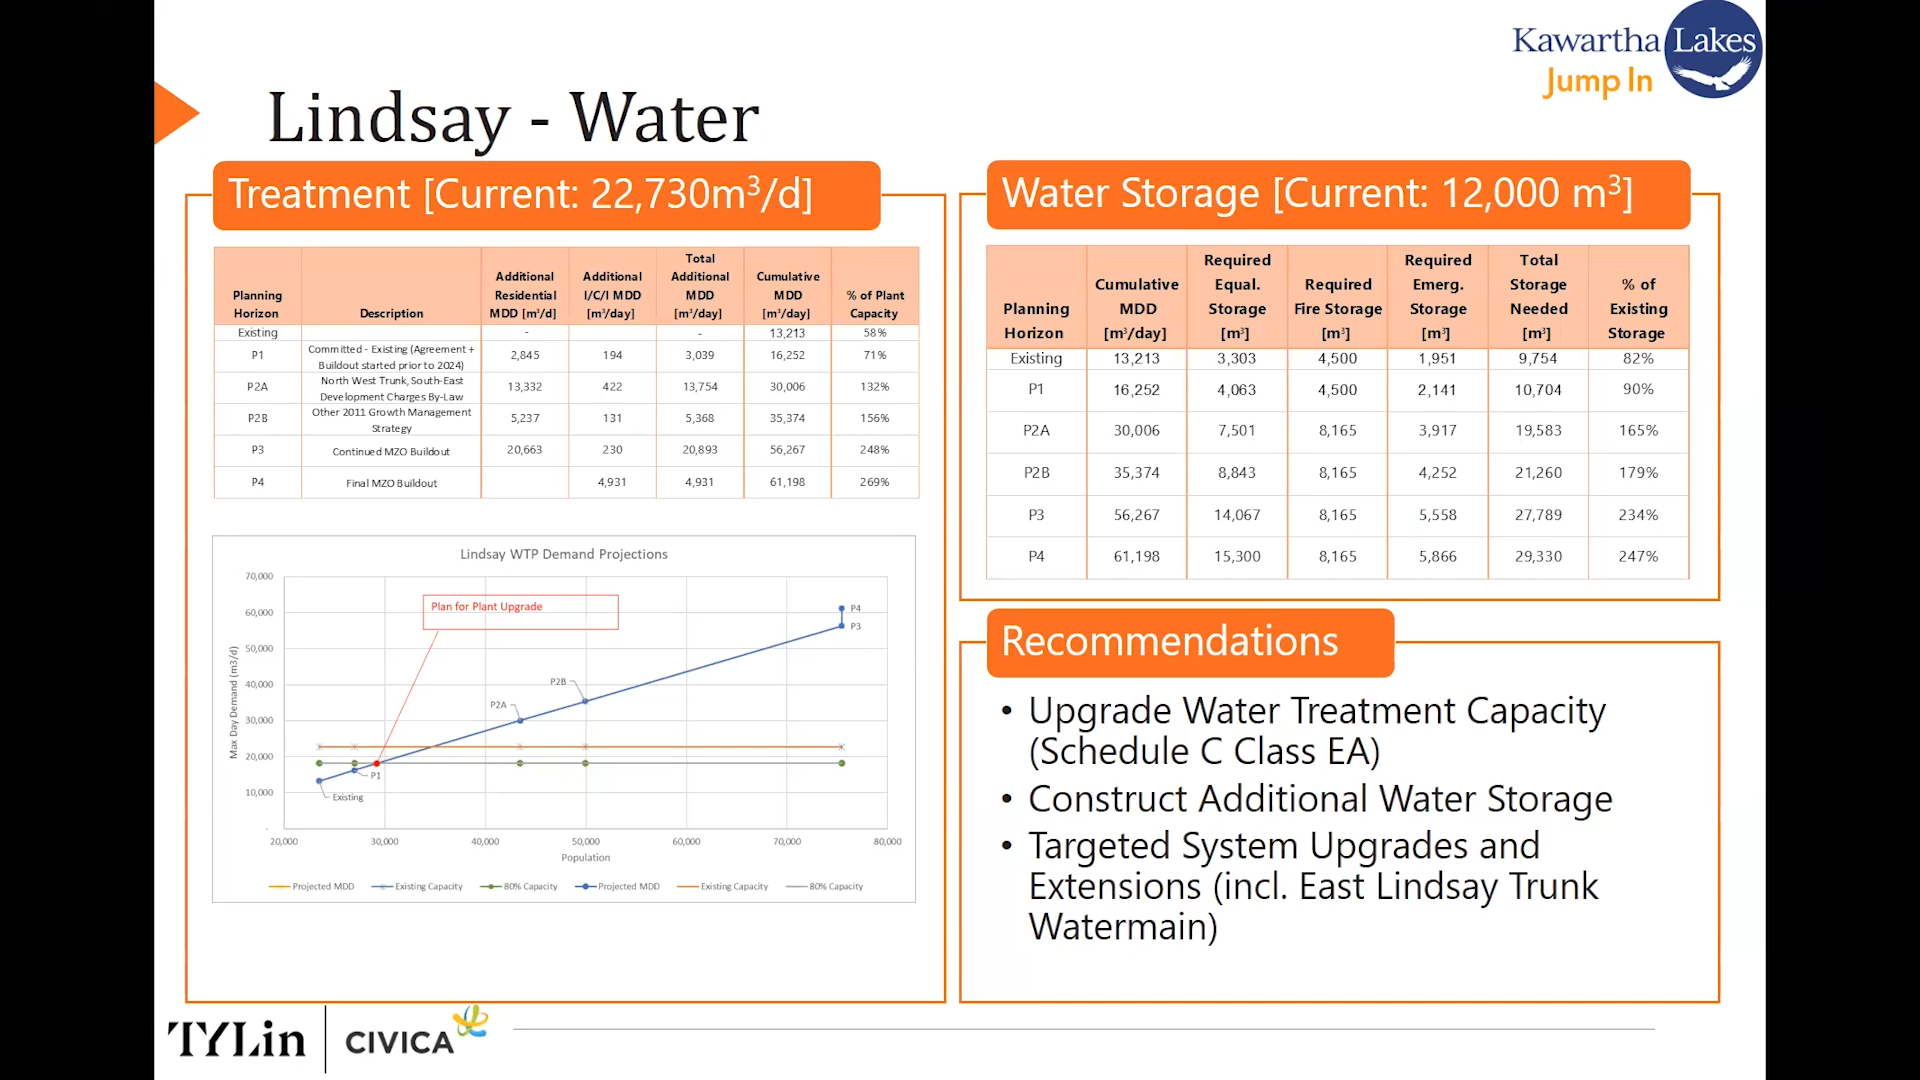 Kawartha Lakes
Jump In
Lindsay - Water
Treatment [Current: 22,730m³/d]
Planning Horizon | Description | Additional Residential MDD [m³/d] | Additional I/C/I MDD [m³/day] | Total Additional MDD [m³/day] | Cumulative MDD [m³/day] | % of Plant Capacity
Existing | | - | | - | 13,213 | 58%
P1 | Committed - Existing (Agreement + Buildout started prior to 2024) | 2,845 | 194 | 3,039 | 16,252 | 71%
P2A | North West Trunk, South-East Development Charges By-Law | 13,332 | 422 | 13,754 | 30,006 | 132%
P2B | Other 2011 Growth Management Strategy | 5,237 | 131 | 5,368 | 35,374 | 156%
P3 | Continued MZO Buildout | 20,663 | 230 | 20,893 | 56,267 | 248%
P4 | Final MZO Buildout | | 4,931 | 4,931 | 61,198 | 269%
Lindsay WTP Demand Projections
Max Day Demand (m3/d)
70,000
60,000
50,000
40,000
30,000
20,000
10,000
-
Plan for Plant Upgrade
P4
P3
P2B
P2A
P1
Existing
20,000 30,000 40,000 50,000 60,000 70,000 80,000
Population
Projected MDD Existing Capacity 80% Capacity Projected MDD Existing Capacity 80% Capacity
Water Storage [Current: 12,000 m³]
Planning Horizon | Cumulative MDD [m³/day] | Required Equal. Storage [m³] | Required Fire Storage [m³] | Required Emerg. Storage [m³] | Total Storage Needed [m³] | % of Existing Storage
Existing | 13,213 | 3,303 | 4,500 | 1,951 | 9,754 | 82%
P1 | 16,252 | 4,063 | 4,500 | 2,141 | 10,704 | 90%
P2A | 30,006 | 7,501 | 8,165 | 3,917 | 19,583 | 165%
P2B | 35,374 | 8,843 | 8,165 | 4,252 | 21,260 | 179%
P3 | 56,267 | 14,067 | 8,165 | 5,558 | 27,789 | 234%
P4 | 61,198 | 15,300 | 8,165 | 5,866 | 29,330 | 247%
Recommendations
• Upgrade Water Treatment Capacity
(Schedule C Class EA)
• Construct Additional Water Storage
• Targeted System Upgrades and
Extensions (incl. East Lindsay Trunk
Watermain)
TYLin
CIVICA